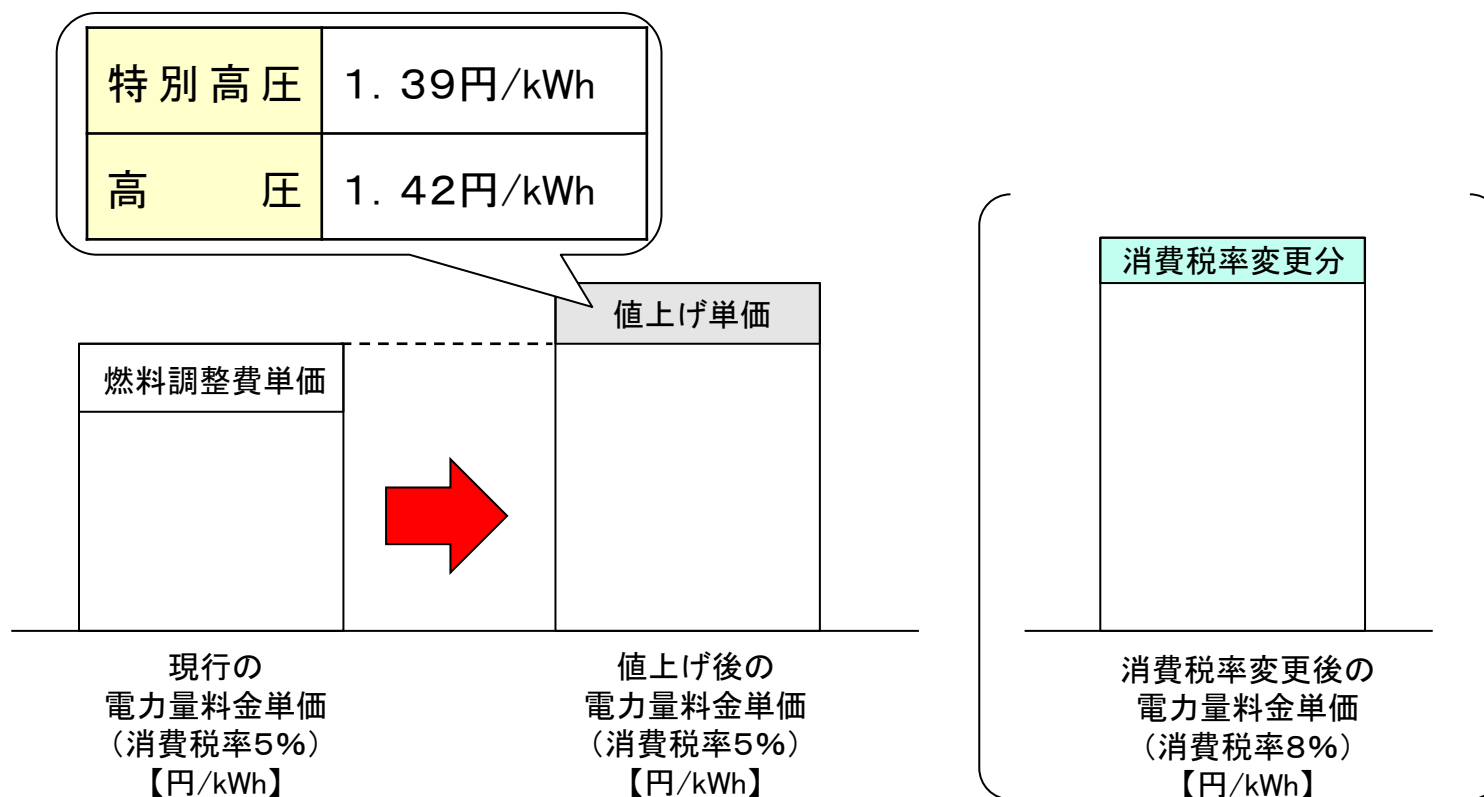 特別高圧 1．39円/kWh
高　　圧 1．42円/kWh
消費税率変更分
値上げ単価
燃料調整費単価
現行の
電力量料金単価
（消費税率5%）
【円/kWh】
値上げ後の
電力量料金単価
（消費税率5%）
【円/kWh】
消費税率変更後の
電力量料金単価
（消費税率8%）
【円/kWh】